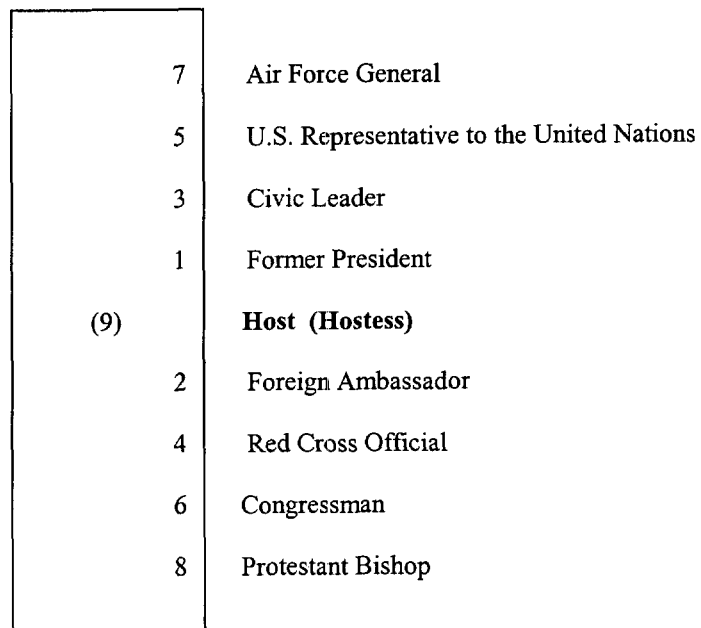 7 Air Force General
5 U.S. Representative to the United Nations
3 Civic Leader
1 Former President
(9) Host (Hostess)
2 Foreign Ambassador
4 Red Cross Official
6 Congressman
8 Protestant Bishop